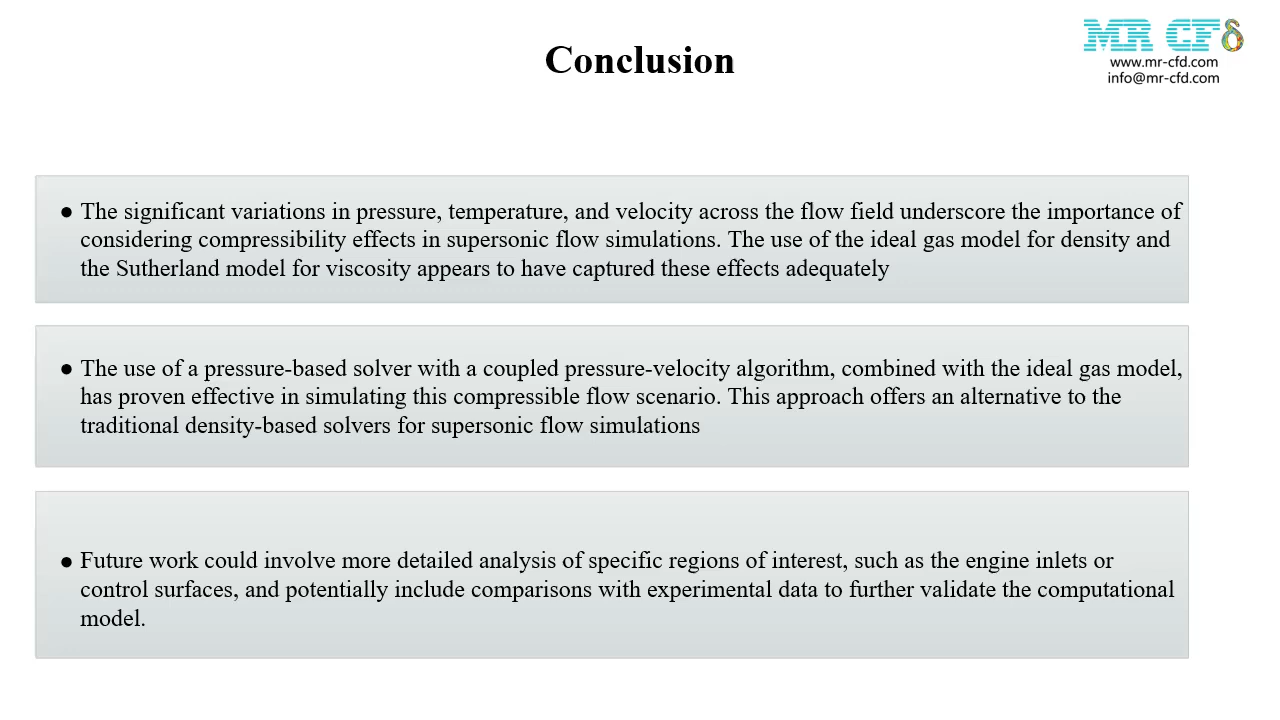 Conclusion
MR CFδ
www.mr-cfd.com
info@mr-cfd.com
● The significant variations in pressure, temperature, and velocity across the flow field underscore the importance of
considering compressibility effects in supersonic flow simulations. The use of the ideal gas model for density and
the Sutherland model for viscosity appears to have captured these effects adequately
● The use of a pressure-based solver with a coupled pressure-velocity algorithm, combined with the ideal gas model,
has proven effective in simulating this compressible flow scenario. This approach offers an alternative to the
traditional density-based solvers for supersonic flow simulations
● Future work could involve more detailed analysis of specific regions of interest, such as the engine inlets or
control surfaces, and potentially include comparisons with experimental data to further validate the computational
model.